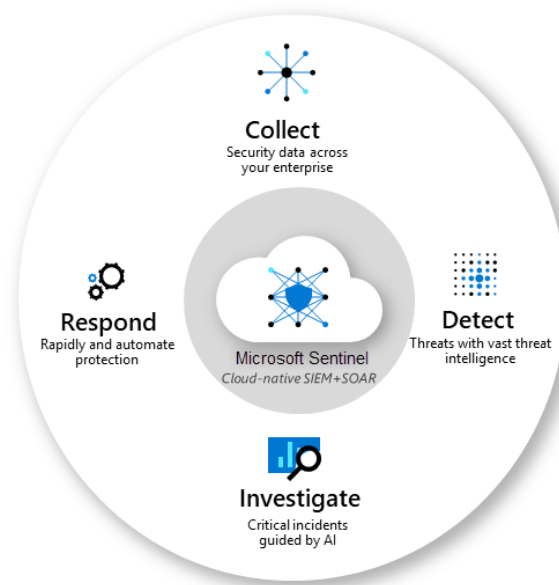 Collect
Security data across
your enterprise
Respond
Rapidly and automate
protection
Microsoft Sentinel
Cloud-native SIEM+SOAR
Detect
Threats with vast threat
intelligence
Investigate
Critical incidents
guided by AI